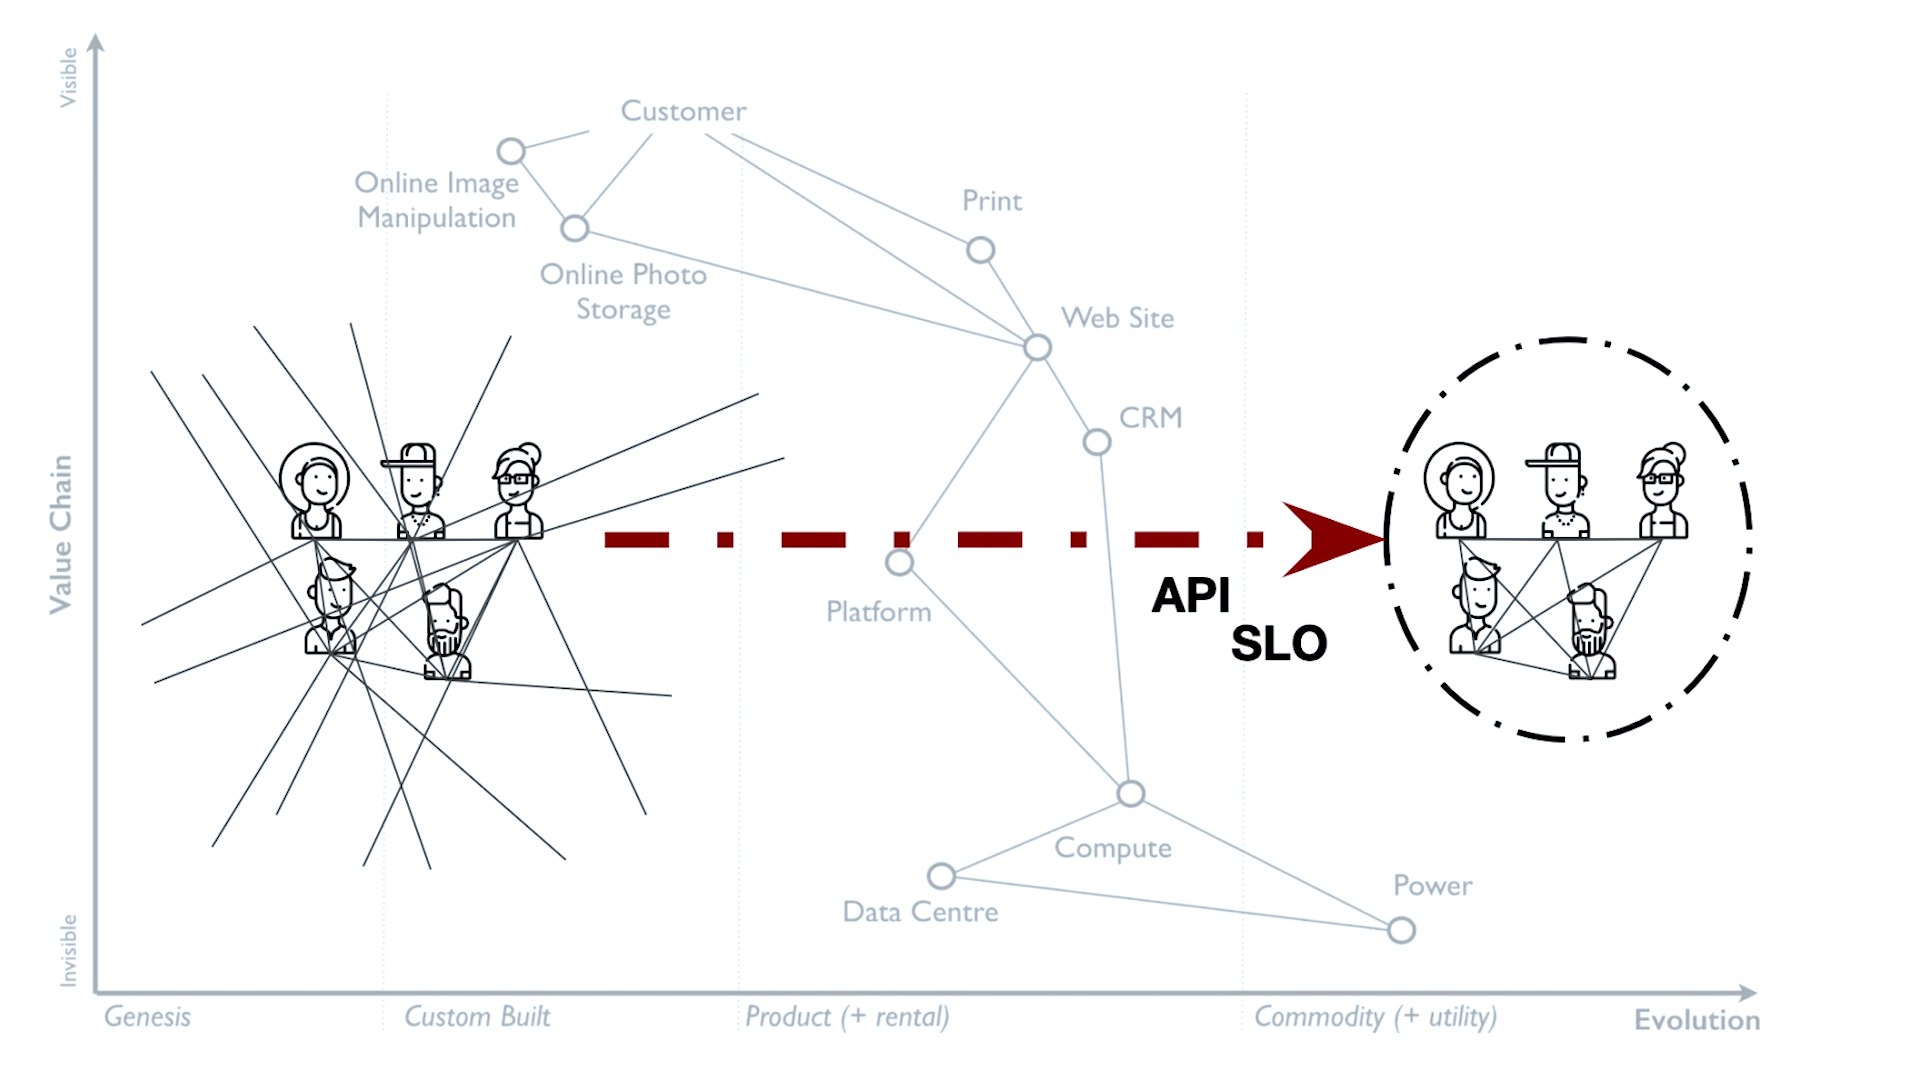 Visible
Customer
Online Image
Manipulation
Print
Online Photo
Storage
Web Site
CRM
Value Chain
API
Platform
SLO
Compute
Power
Data Centre
Invisible
Genesis
Custom Built
Product (+ rental)
Commodity (+ utility)
Evolution